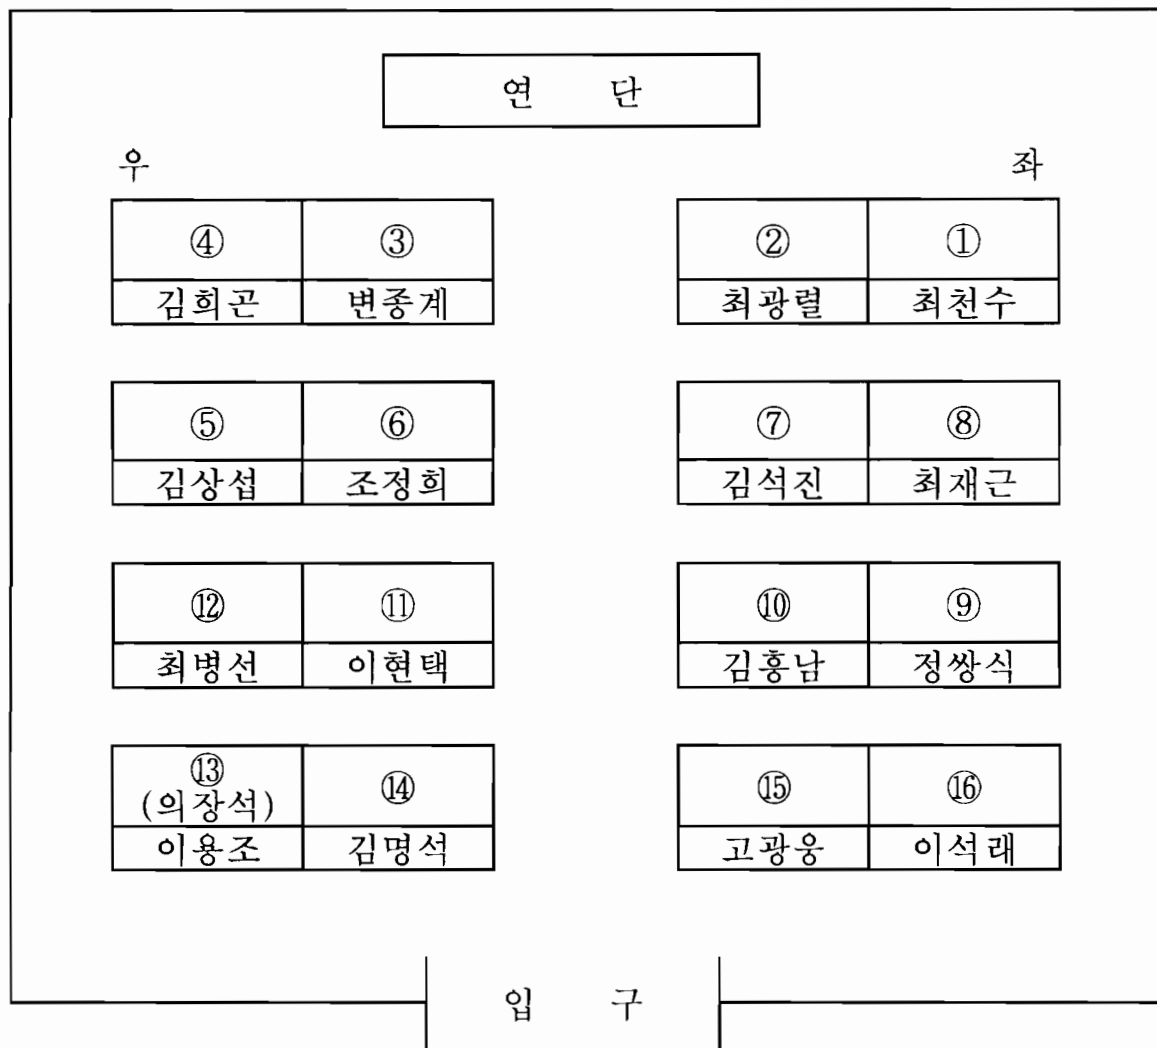 연 단
우 좌
④ ③ ② ①
김희곤 변종계 최광렬 최천수
⑤ ⑥ ⑦ ⑧
김상섭 조정희 김석진 최재근
⑫ ⑪ ⑩ ⑨
최병선 이현택 김흥남 정쌍식
⑬
(의장석) ⑭ ⑮ ⑯
이용조 김명석 고광웅 이석래
입 구